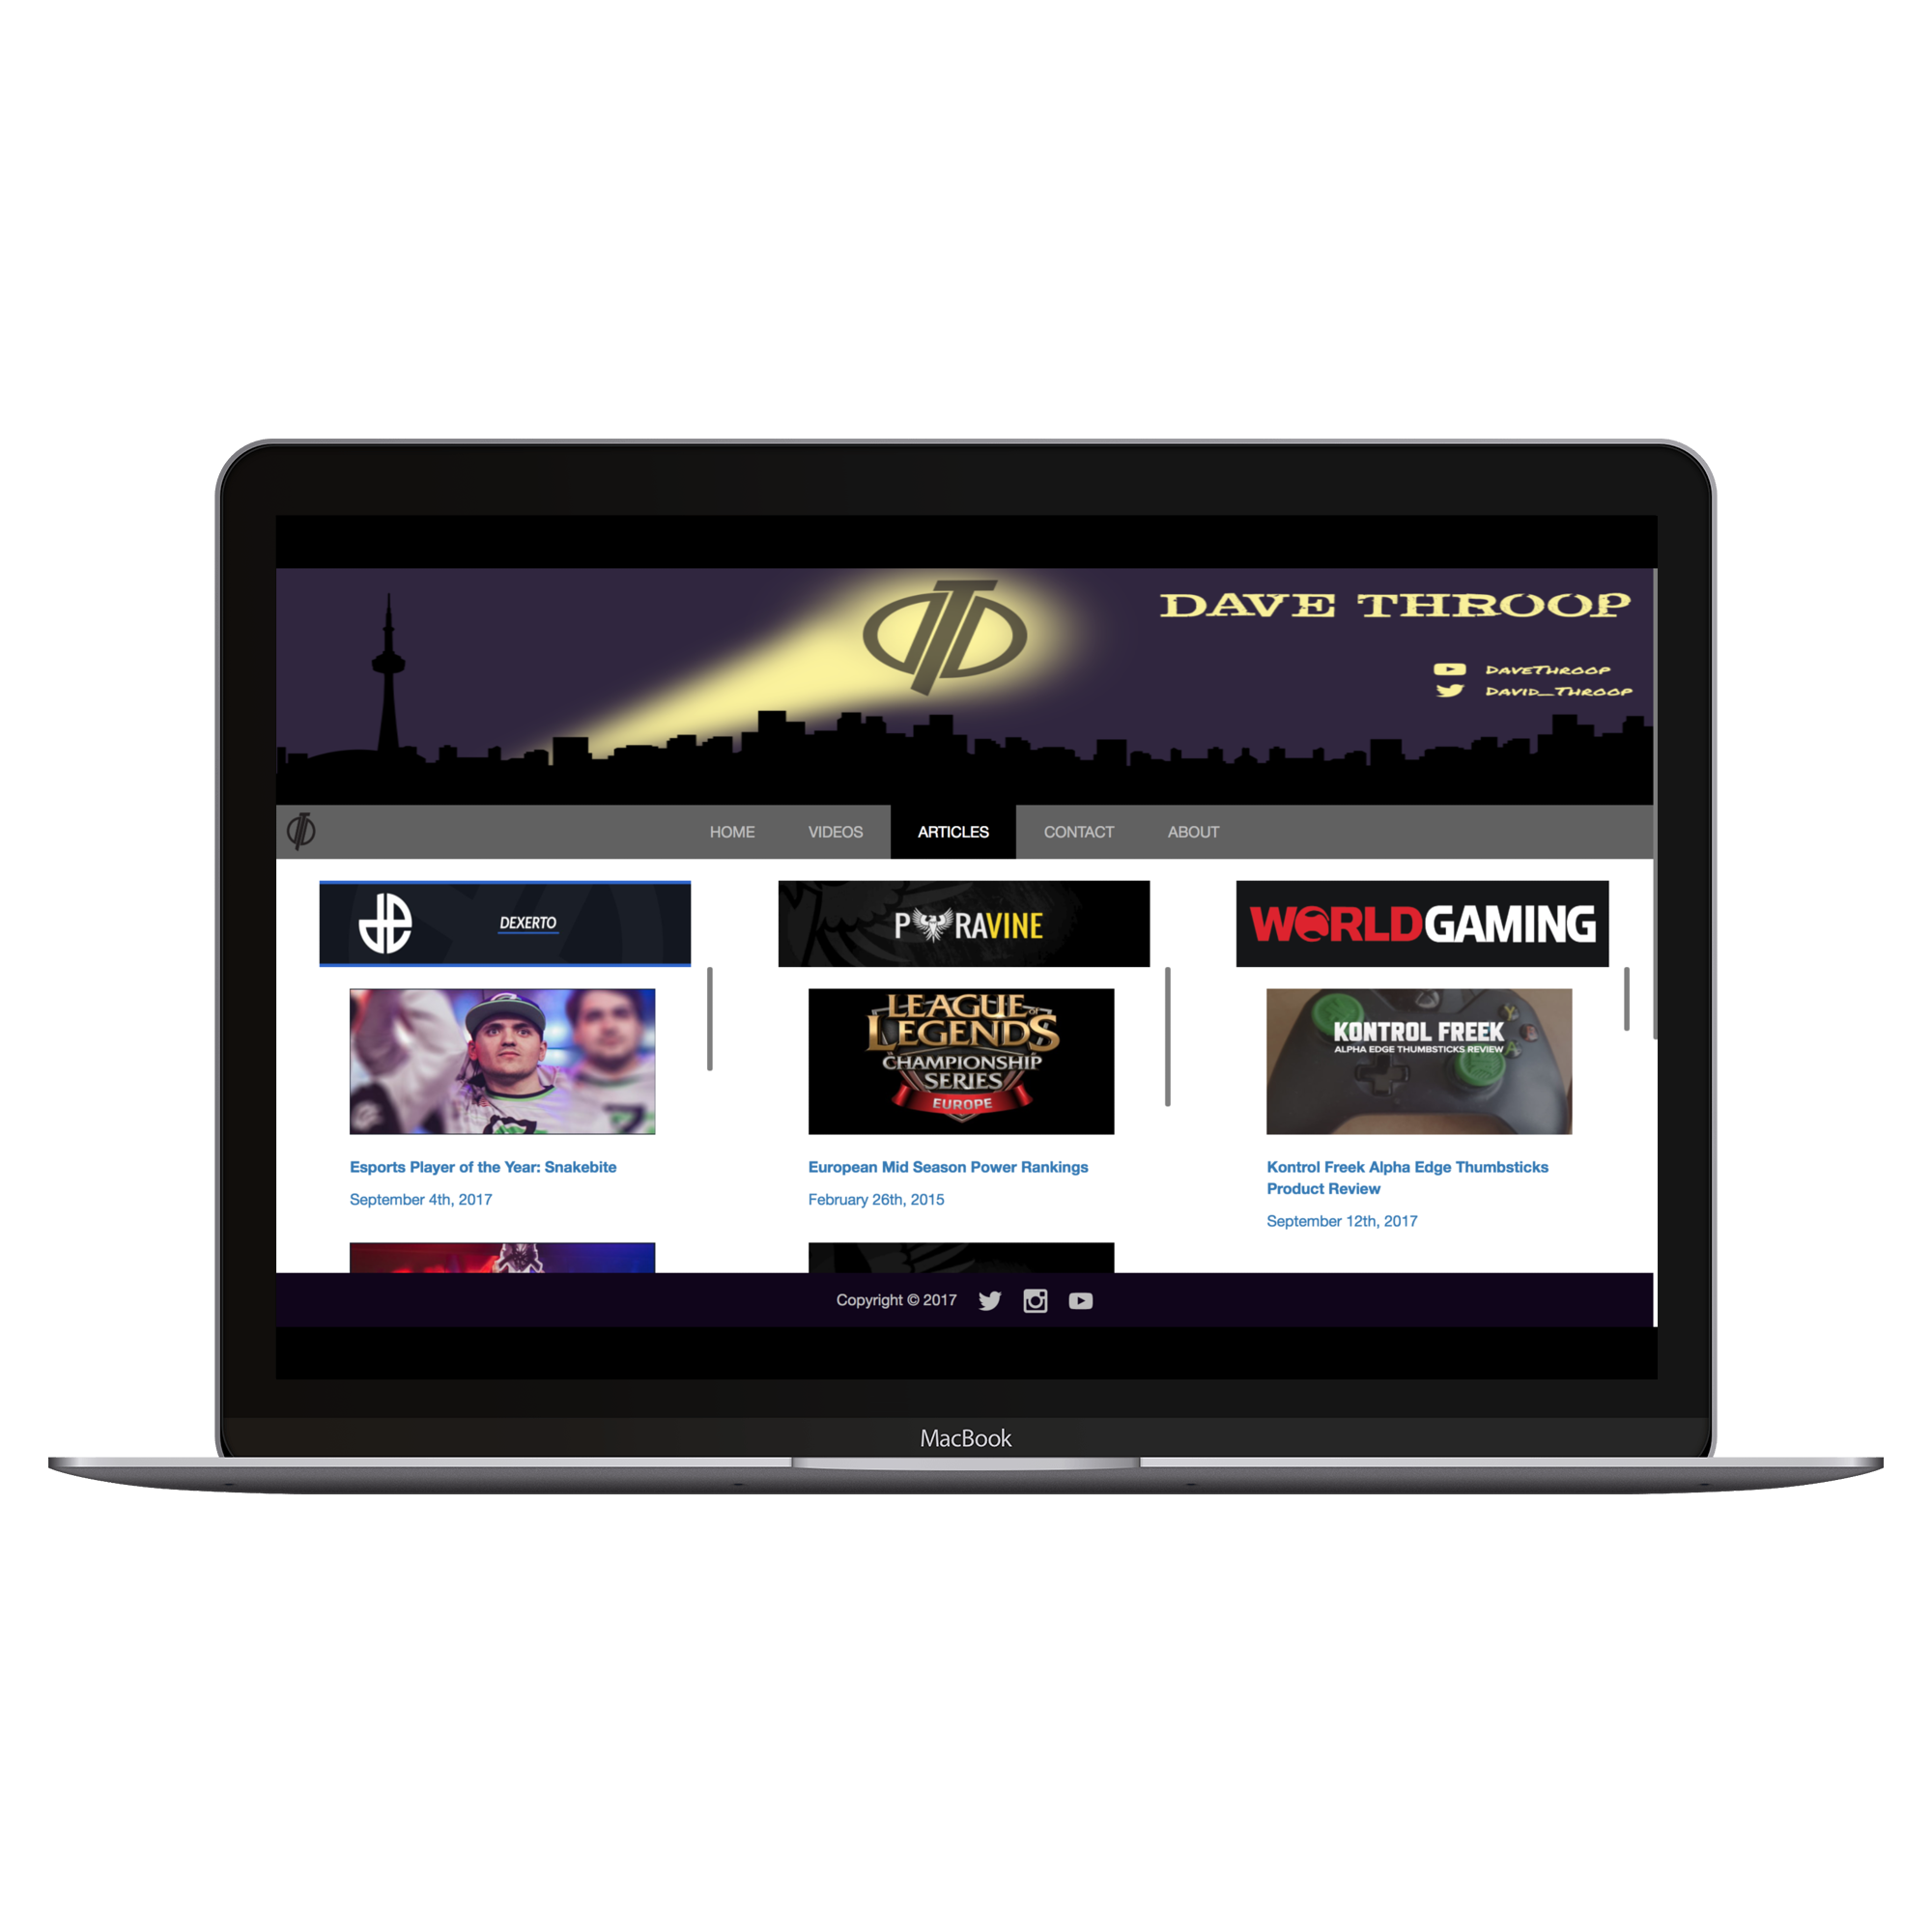 DAVE THROOP
DAVETHROOP
DAVID_THROOP
HOME VIDEOS ARTICLES CONTACT ABOUT
DEXERTO
P RAVINE
WORLDGAMING
LEAGUE OF
LEGENDS
CHAMPIONSHIP
SERIES
EUROPE
KONTROL FREEK
ALPHA EDGE THUMBSTICKS REVIEW
Y
A
Esports Player of the Year: Snakebite
September 4th, 2017
European Mid Season Power Rankings
February 26th, 2015
Kontrol Freek Alpha Edge Thumbsticks
Product Review
September 12th, 2017
Copyright © 2017
MacBook